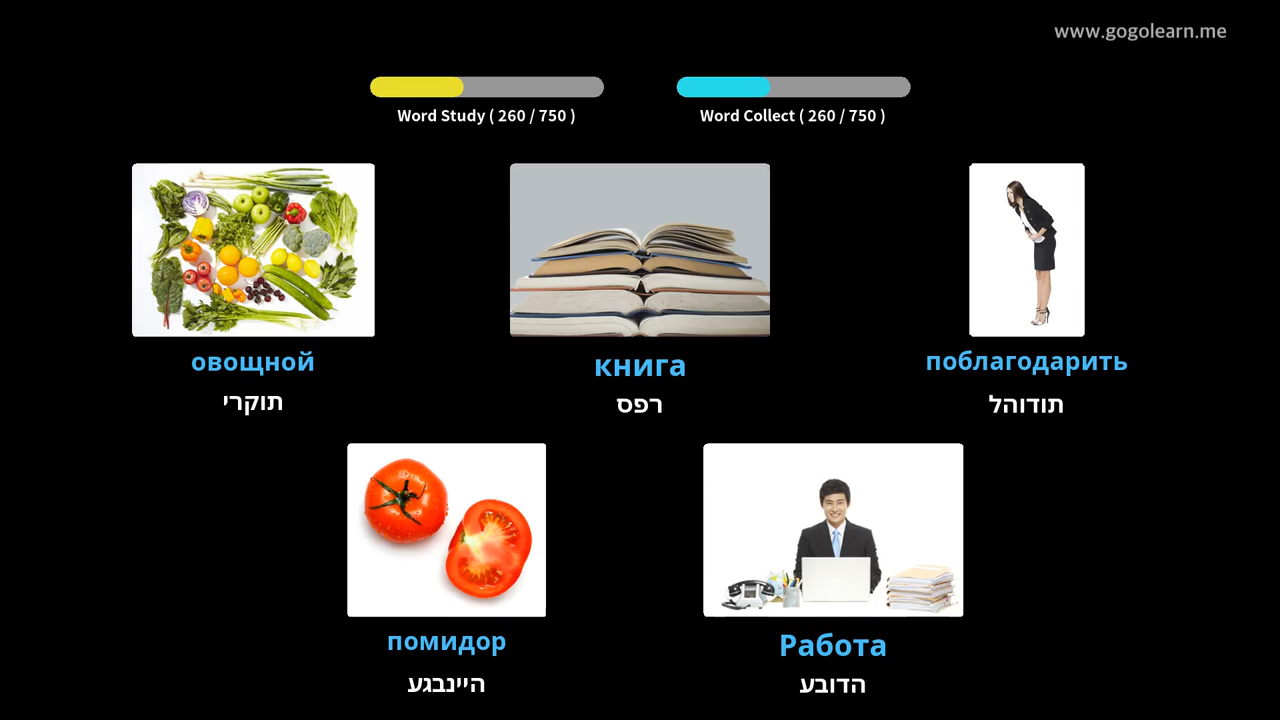 www.gogolearn.me
Word Study ( 260 / 750 )
Word Collect ( 260 / 750 )
овощной
תוקרי
книга
רפס
поблагодарить
תודוהל
помидор
היינבגע
Работа
הדובע